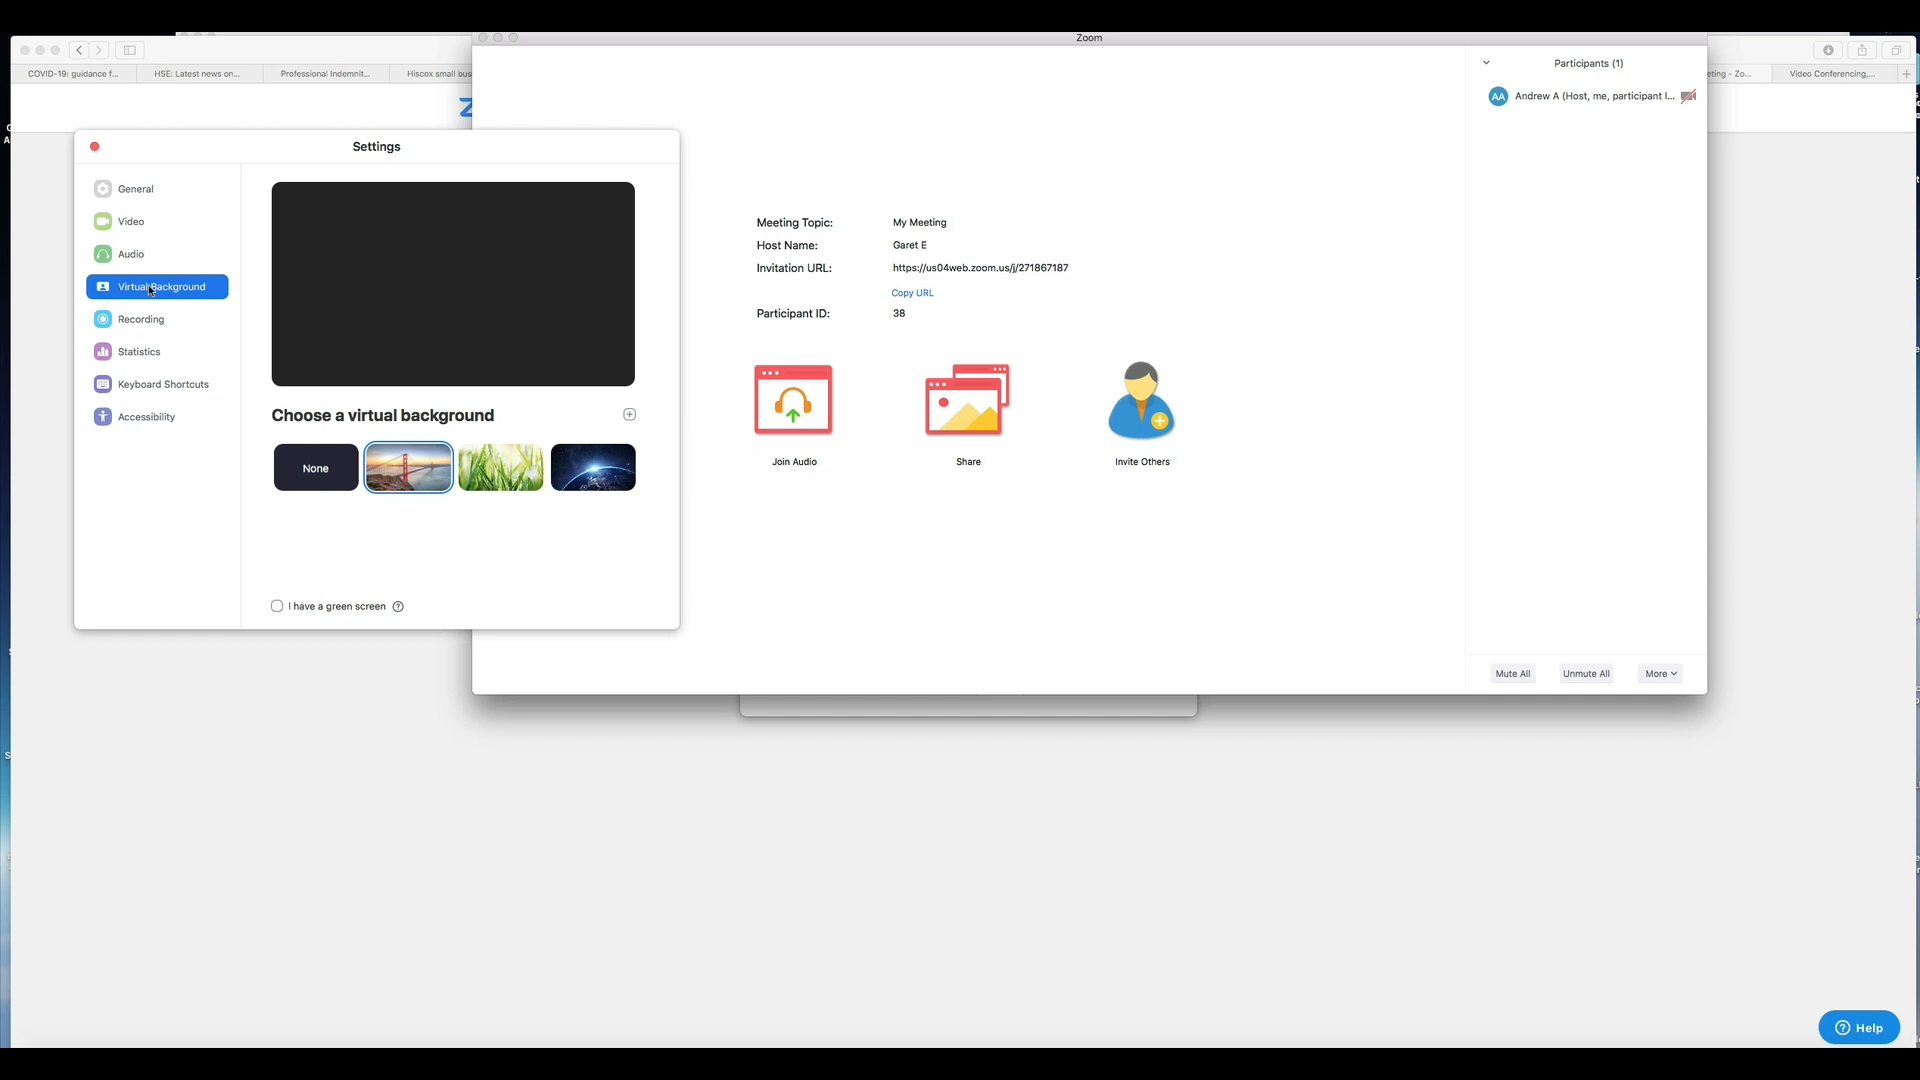 Zoom
COVID-19: guidance f...
HSE: Latest news on...
Professional Indemnit...
Hiscox small bus
eting - Zo...
Video Conferencing,...
Participants (1)
AA
Andrew A (Host, me, participant I...
Settings
General
Video
Audio
Virtual Background
Recording
Statistics
Keyboard Shortcuts
Accessibility
Choose a virtual background
None
I have a green screen
Meeting Topic:
My Meeting
Host Name:
Garet E
Invitation URL:
https://us04web.zoom.us/j/271867187
Copy URL
Participant ID:
38
Join Audio
Share
Invite Others
Mute All
Unmute All
More
Help